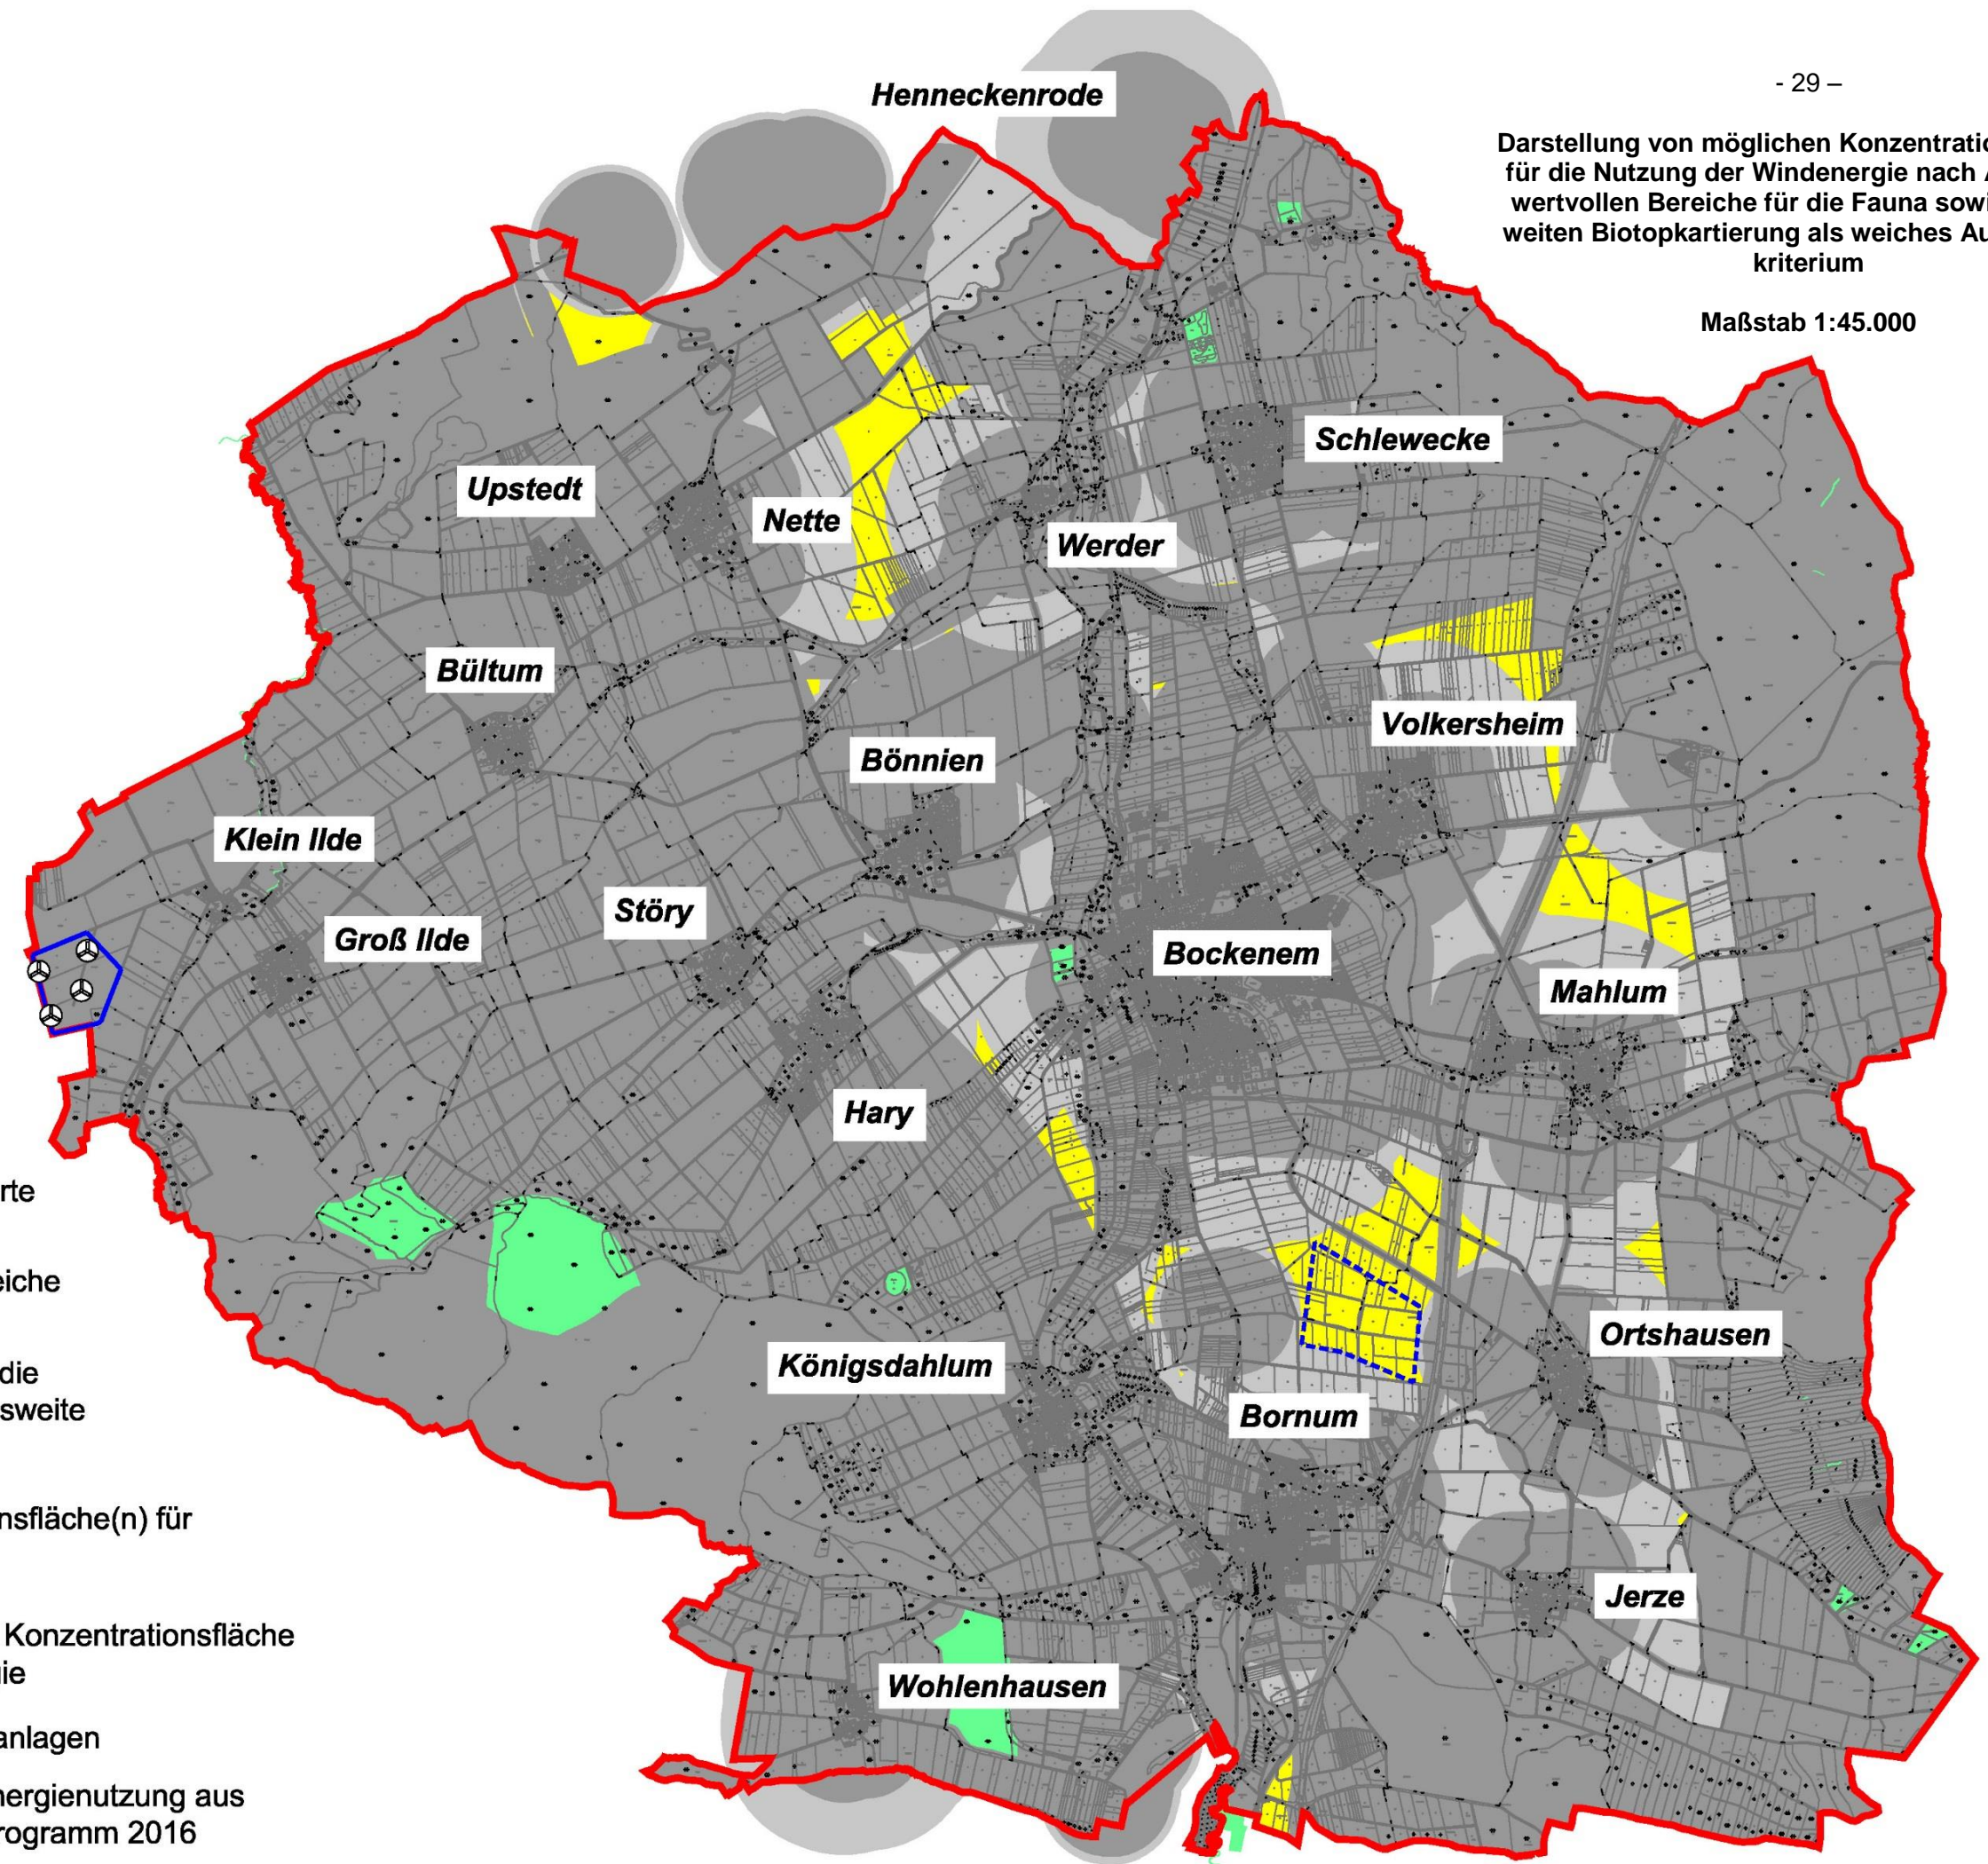 - 29 –
Darstellung von möglichen Konzentratio
für die Nutzung der Windenergie nach A
wertvollen Bereiche für die Fauna sowi
weiten Biotopkartierung als weiches Au
kriterium
Maßstab 1:45.000
Henneckenrode
Schlewecke
Upstedt
Nette
Werder
Bültum
Volkersheim
Bönnien
Klein Ilde
Störy
Groß Ilde
Bockenem
Mahlum
Hary
Ortshausen
Königsdahlum
Bornum
Jerze
Wohlenhausen
rte
eiche
die
sweite
nsfläche(n) für
Konzentrationsfläche
ie
anlagen
nergienutzung aus
rogramm 2016